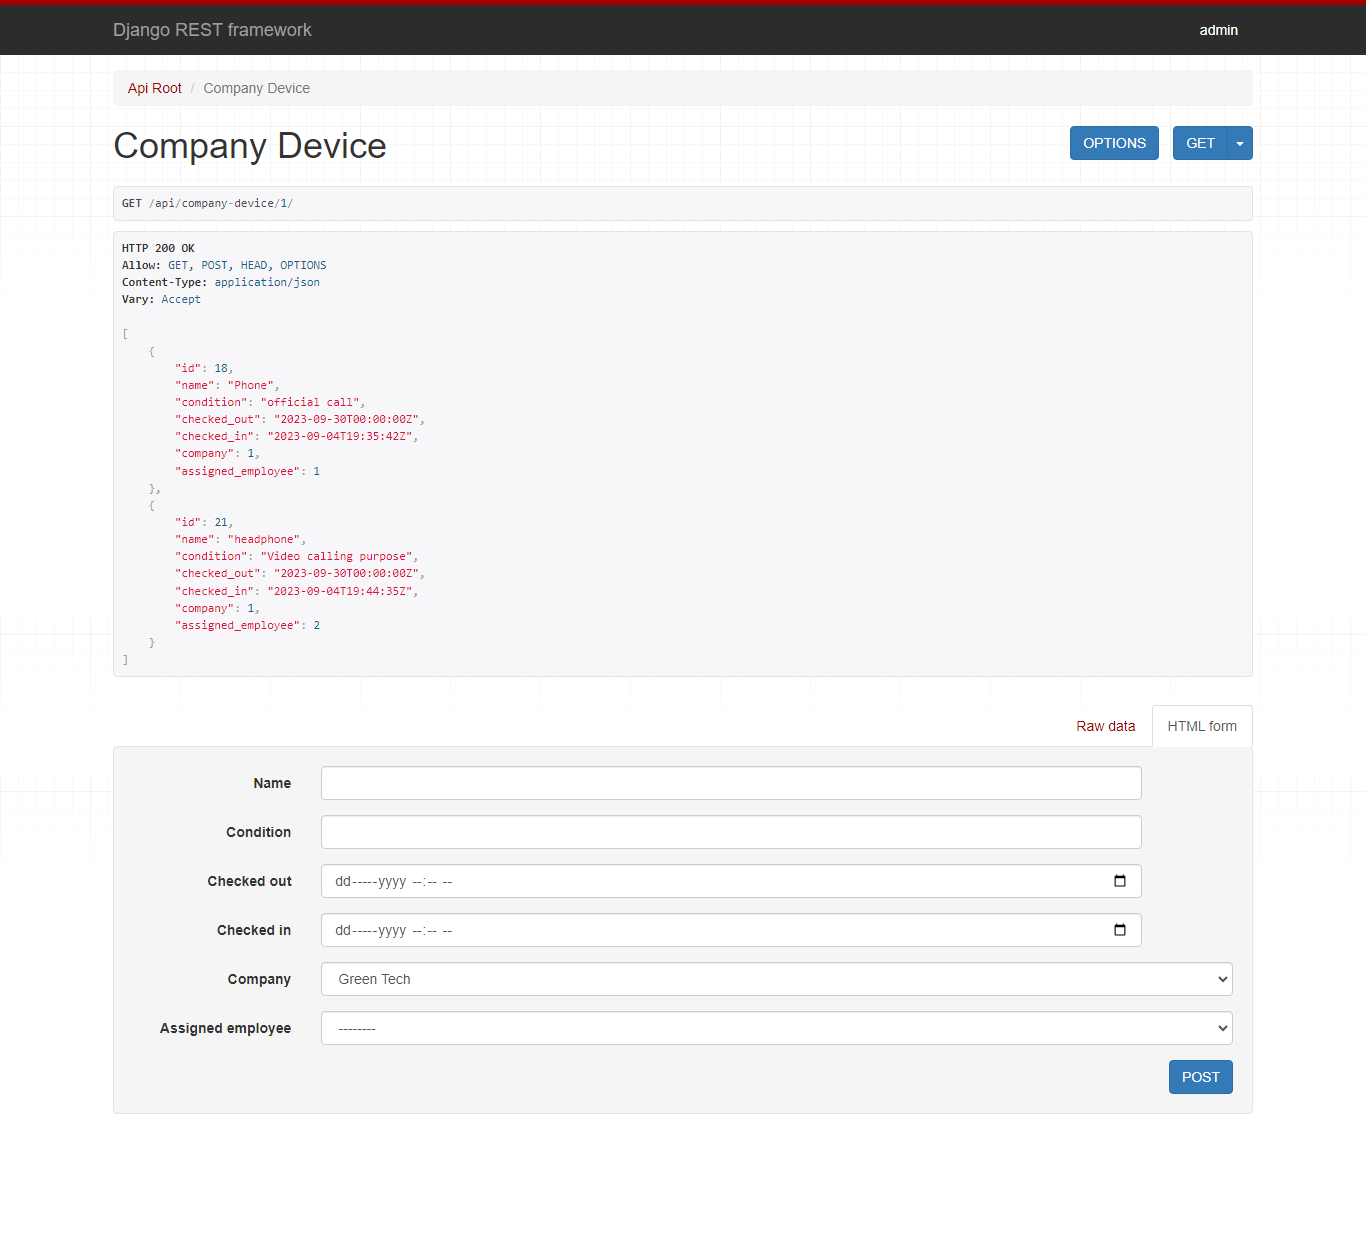 Django REST framework
admin
Api Root / Company Device
Company Device
OPTIONS
GET
GET /api/company-device/1/
HTTP 200 OK
Allow: GET, POST, HEAD, OPTIONS
Content-Type: application/json
Vary: Accept
[
    {
        "id": 18,
        "name": "Phone",
        "condition": "official call",
        "checked_out": "2023-09-30T00:00:00Z",
        "checked_in": "2023-09-04T19:35:42Z",
        "company": 1,
        "assigned_employee": 1
    },
    {
        "id": 21,
        "name": "headphone",
        "condition": "Video calling purpose",
        "checked_out": "2023-09-30T00:00:00Z",
        "checked_in": "2023-09-04T19:44:35Z",
        "company": 1,
        "assigned_employee": 2
    }
]
Raw data
HTML form
Name
Condition
Checked out
dd-----yyyy --:-- --
Checked in
dd-----yyyy --:-- --
Company
Green Tech
Assigned employee
--------
POST